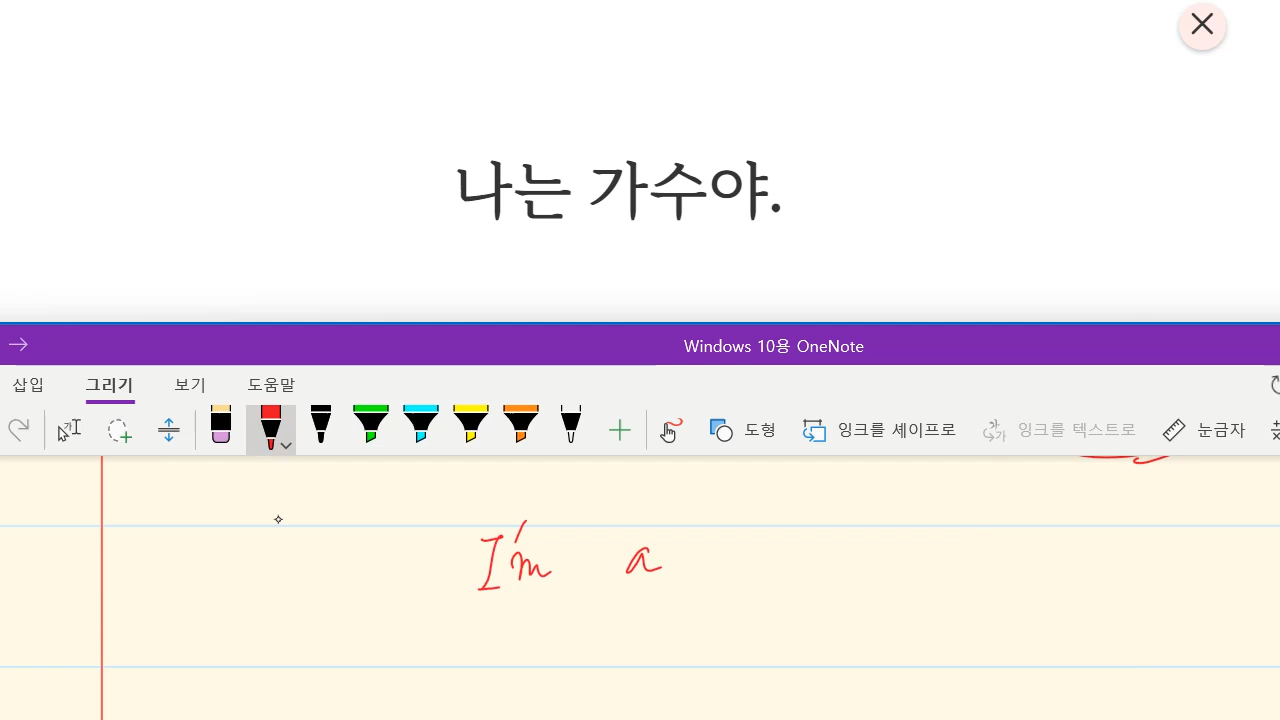 나는 가수야.
Windows 10용 OneNote
삽입 그리기 보기 도움말
도형 잉크를 셰이프로 잉크를 텍스트로 눈금자
I'm a